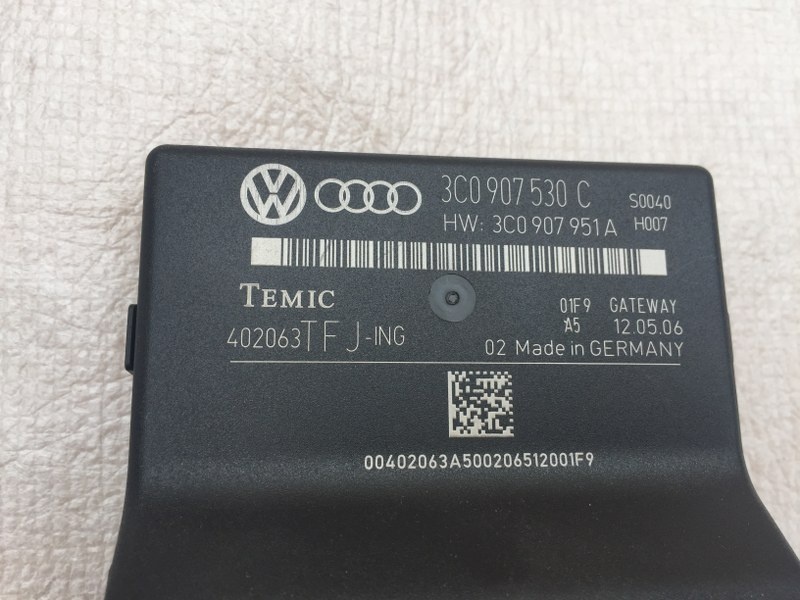 3C0 907 530 C S0040
HW: 3C0 907 951 A H007
TEMIC 01F9 GATEWAY
402063TFJ-ING A5 12.05.06
02 Made in GERMANY
00402063A500206512001F9